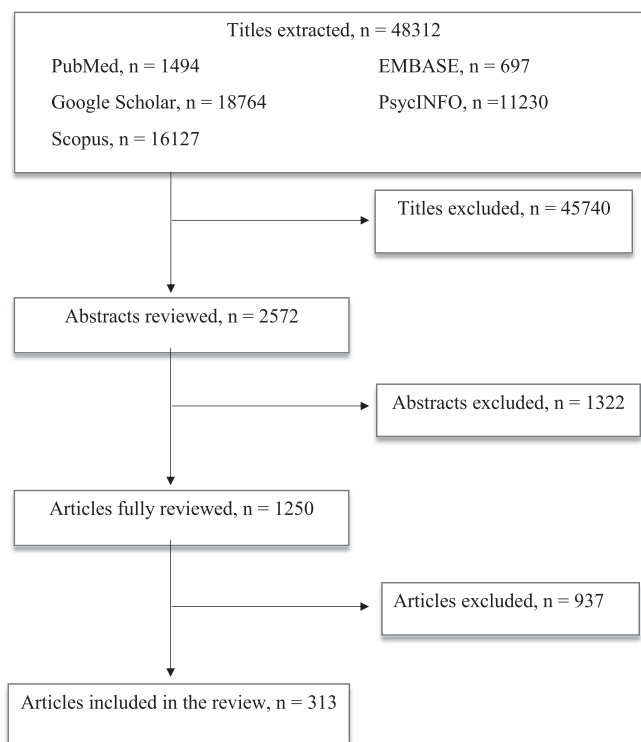 Titles extracted, n = 48312
PubMed, n = 1494 EMBASE, n = 697
Google Scholar, n = 18764 PsycINFO, n =11230
Scopus, n = 16127
Titles excluded, n = 45740
Abstracts reviewed, n = 2572
Abstracts excluded, n = 1322
Articles fully reviewed, n = 1250
Articles excluded, n = 937
Articles included in the review, n = 313